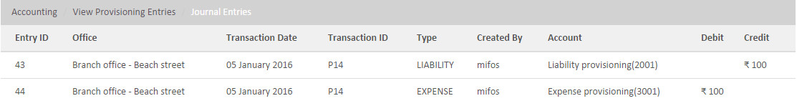 Accounting View Provisioning Entries Journal Entries
Entry ID Office Transaction Date Transaction ID Type Created By Account Debit Credit
43 Branch office - Beach street 05 January 2016 P14 LIABILITY mifos Liability provisioning(2001) ₹ 100
44 Branch office - Beach street 05 January 2016 P14 EXPENSE mifos Expense provisioning(3001) ₹ 100